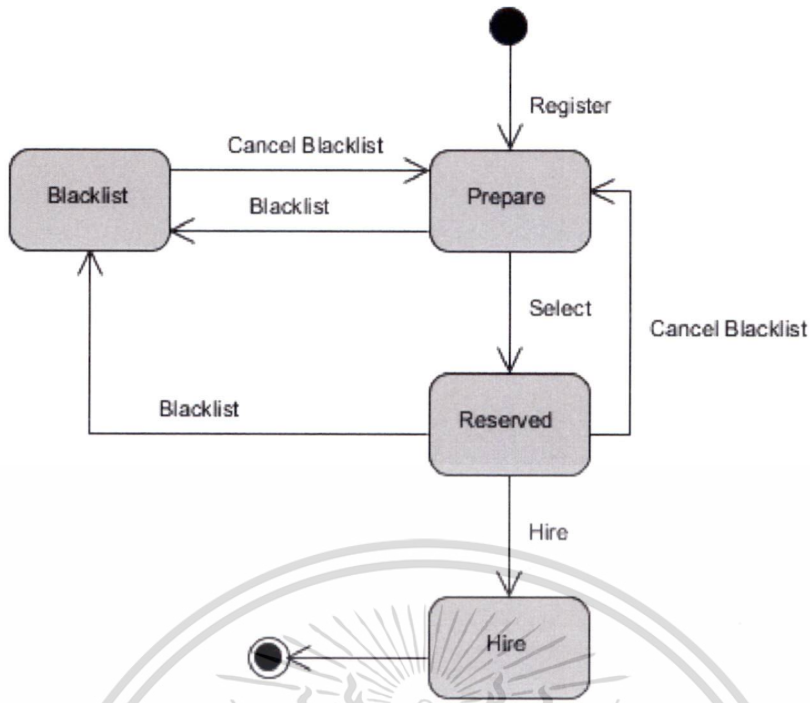 Register
Cancel Blacklist
Blacklist
Prepare
Blacklist
Select
Cancel Blacklist
Blacklist
Reserved
Hire
Hire